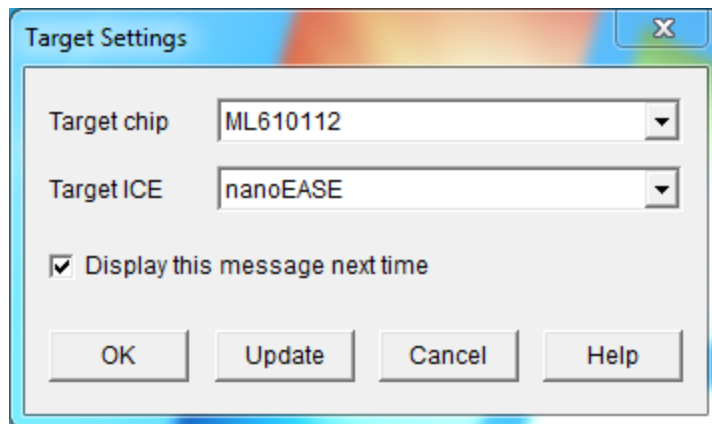 Target Settings
Target chip ML610112
Target ICE nanoEASE
Display this message next time
OK Update Cancel Help